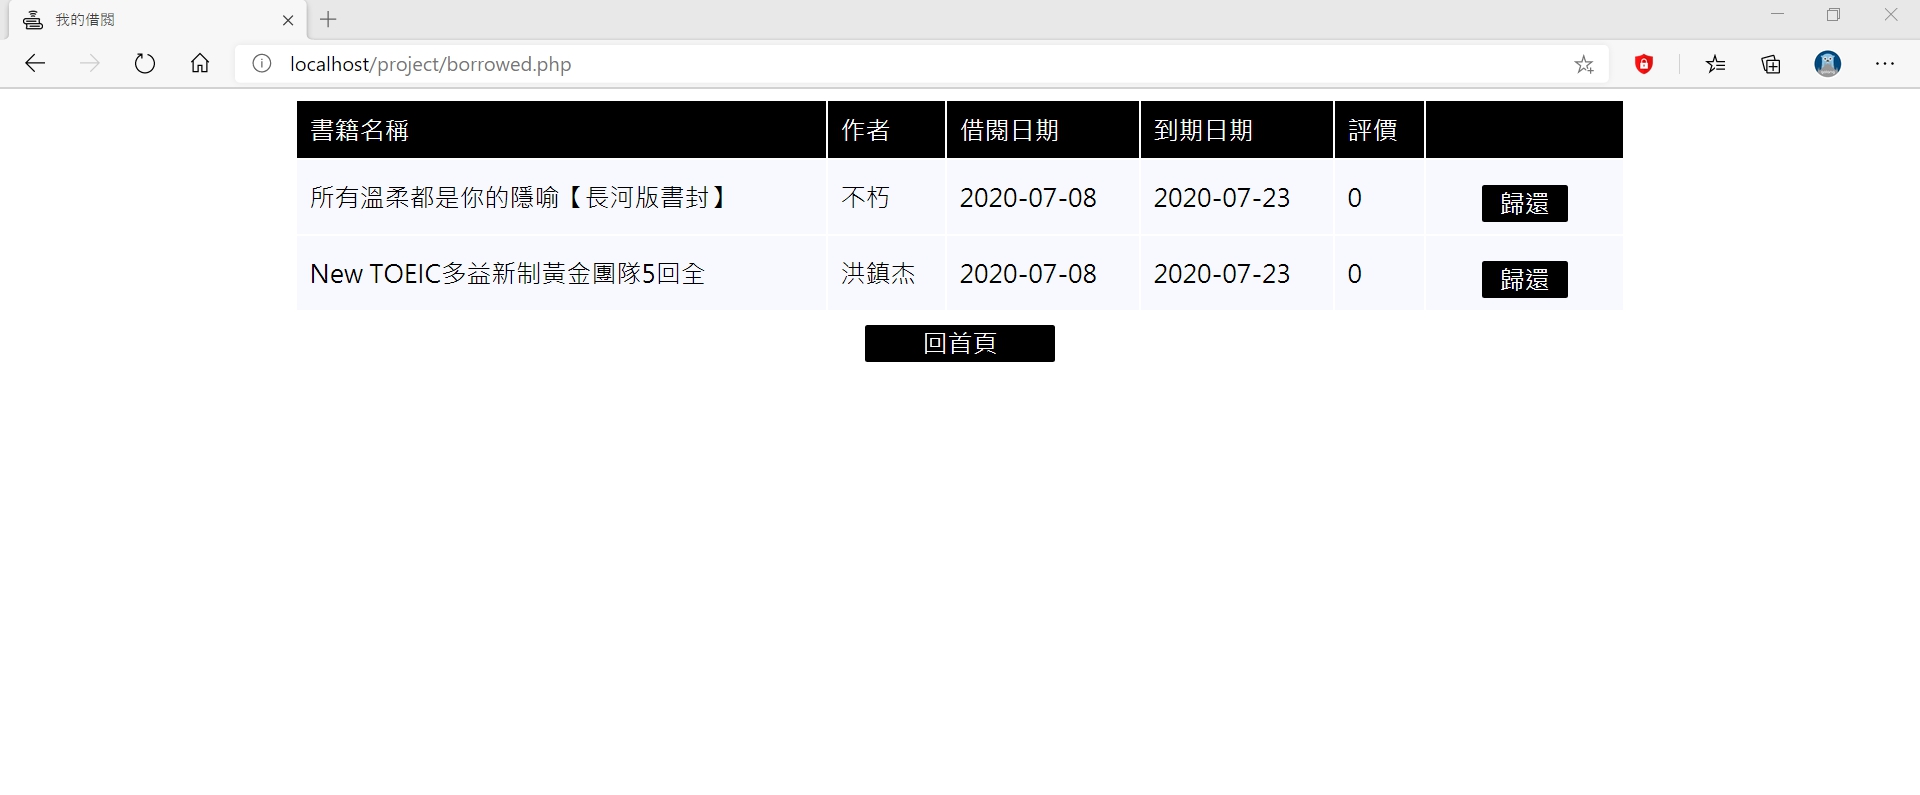 我的借閱
localhost/project/borrowed.php
書籍名稱 作者 借閱日期 到期日期 評價
所有溫柔都是你的隱喻【長河版書封】 不朽 2020-07-08 2020-07-23 0 歸還
New TOEIC多益新制黃金團隊5回全 洪鎮杰 2020-07-08 2020-07-23 0 歸還
回首頁